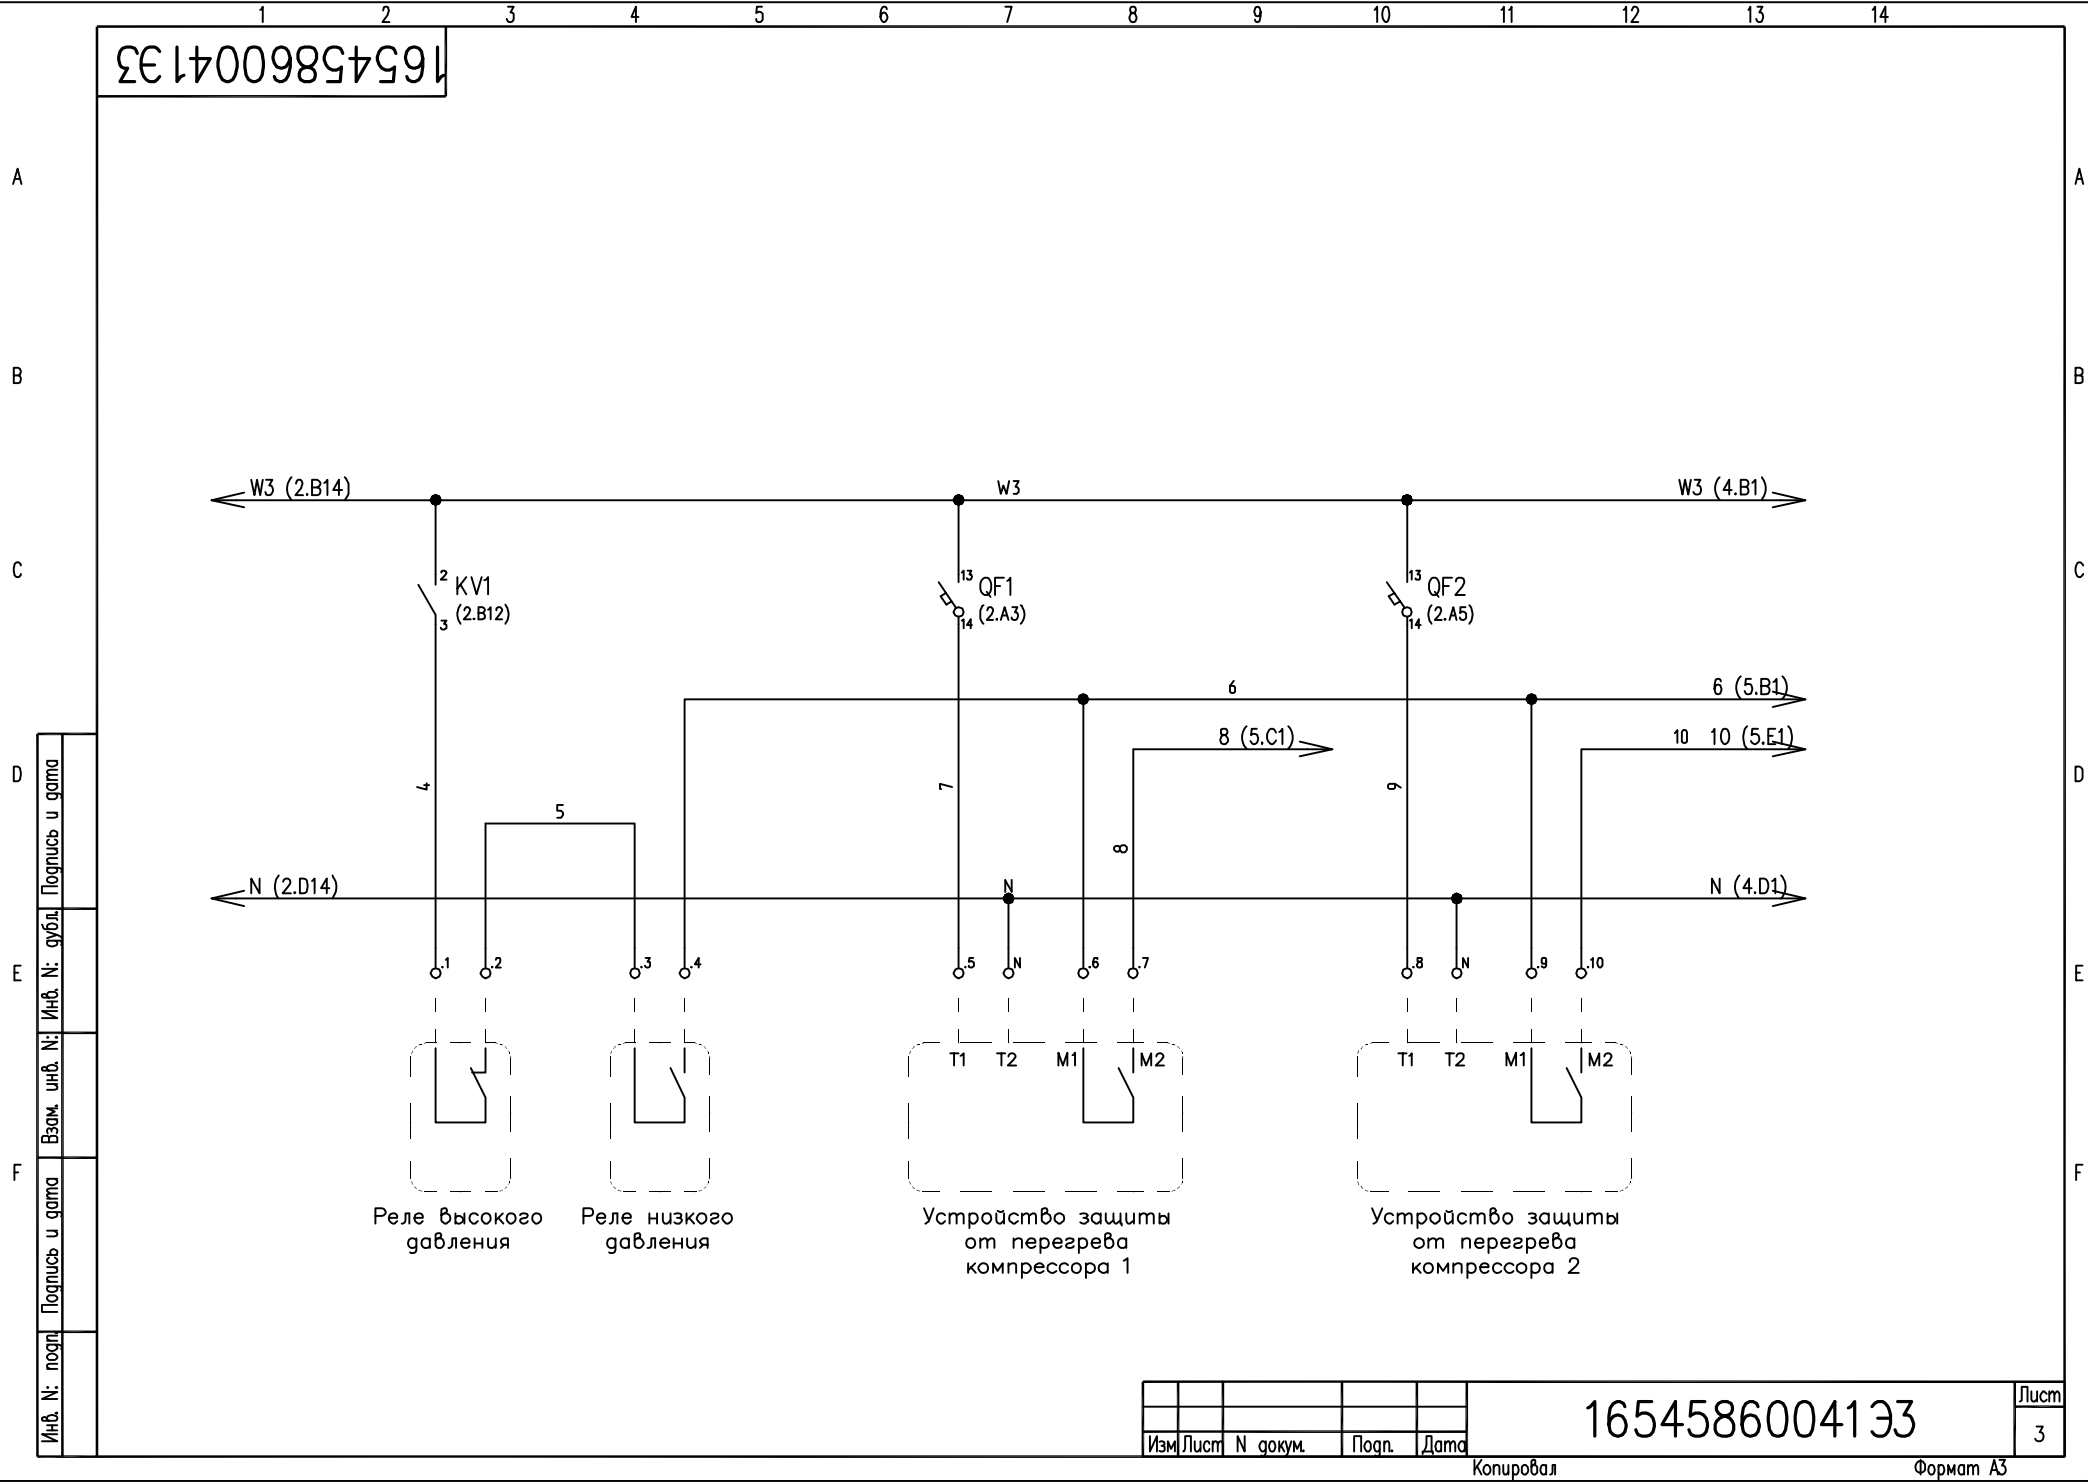 1 2 3 4 5 6 7 8 9 10 11 12 13 14
1654586004 1Э3
A A
B B
W3 (2.B14) W3 W3 (4.B1)
C C
2 KV1 13 QF1 13 QF2
3 (2.B12) 14 (2.A3) 14 (2.A5)
6 6 (5.B1)
8 (5.C1) 10 10 (5.E1)
D D
4 7 9
5
8
N (2.D14) N N (4.D1)
E E
.1 .2 .3 .4 .5 N .6 .7 .8 N .9 .10
T1 T2 M1 M2 T1 T2 M1 M2
F F
Реле высокого
давления
Реле низкого
давления
Устройство защиты
от перегрева
компрессора 1
Устройство защиты
от перегрева
компрессора 2
Подпись и дата
Инв. N: дубл.
Взам. инв. N:
Подпись и дата
Инв. N: подп.
Изм Лист N докум. Подп. Дата
16545860041Э3
Лист
3
Копировал Формат А3